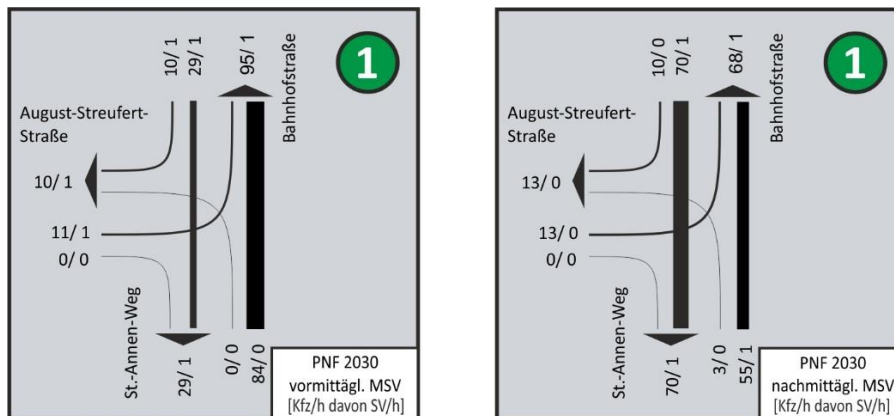 10/ 1
29/ 1
95/ 1
1
August-Streufert-
Straße
Bahnhofstraße
10/ 1
11/ 1
0/ 0
St.-Annen-Weg
29/ 1
0/ 0
84/ 0
PNF 2030
vormittägl. MSV
[Kfz/h davon SV/h]
10/ 0
70/ 1
68/ 1
1
August-Streufert-
Straße
Bahnhofstraße
13/ 0
13/ 0
0/ 0
St.-Annen-Weg
70/ 1
3/ 0
55/ 1
PNF 2030
nachmittägl. MSV
[Kfz/h davon SV/h]